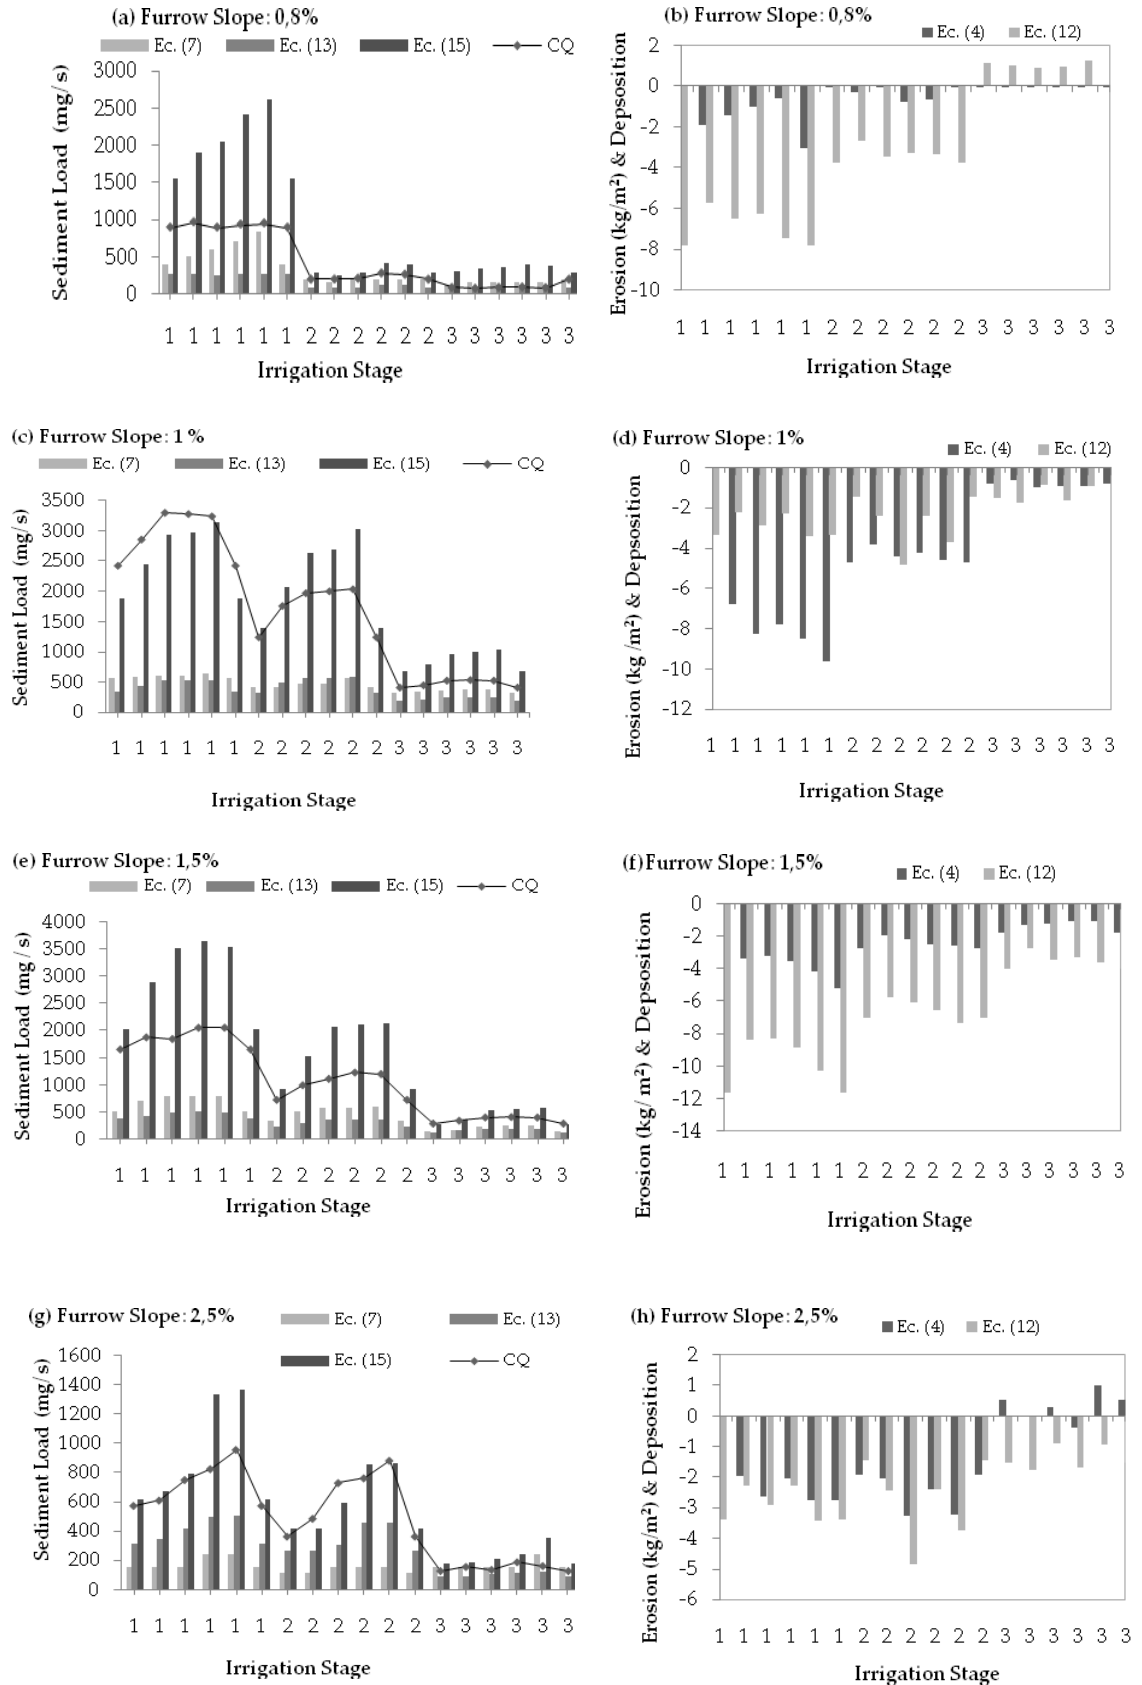 (a) Furrow Slope: 0,8%
Ec. (7) Ec. (13) Ec. (15) CQ
Sediment Load (mg/s)
3000
2500
2000
1500
1000
500
0
1 1 1 1 1 1 2 2 2 2 2 2 3 3 3 3 3 3
Irrigation Stage
(b) Furrow Slope: 0,8%
Ec. (4) Ec. (12)
Erosion (kg/m²) & Depsosition
2
0
-2
-4
-6
-8
-10
1 1 1 1 1 1 2 2 2 2 2 2 3 3 3 3 3 3
Irrigation Stage
(c) Furrow Slope: 1 %
Ec. (7) Ec. (13) Ec. (15) CQ
Sediment Load (mg/s)
3500
3000
2500
2000
1500
1000
500
0
1 1 1 1 1 1 2 2 2 2 2 2 3 3 3 3 3 3
Irrigation Stage
(d) Furrow Slope: 1%
Ec. (4) Ec. (12)
Erosion (kg /m²) & Depsosition
0
-2
-4
-6
-8
-10
-12
1 1 1 1 1 1 2 2 2 2 2 2 3 3 3 3 3 3
Irrigation Stage
(e) Furrow Slope: 1,5%
Ec. (7) Ec. (13) Ec. (15) CQ
Sediment Load (mg /s)
4000
3500
3000
2500
2000
1500
1000
500
0
1 1 1 1 1 1 2 2 2 2 2 2 3 3 3 3 3 3
Irrigation Stage
(f) Furrow Slope: 1,5%
Ec. (4) Ec. (12)
Erosion (kg/ m²) & Depsosition
0
-2
-4
-6
-8
-10
-12
-14
1 1 1 1 1 1 2 2 2 2 2 2 3 3 3 3 3 3
Irrigation Stage
(g) Furrow Slope: 2,5%
Ec. (7) Ec. (13)
Ec. (15) CQ
Sediment Load (mg/s)
1600
1400
1200
1000
800
600
400
200
0
1 1 1 1 1 1 2 2 2 2 2 2 3 3 3 3 3 3
Irrigation Stage
(h) Furrow Slope: 2,5%
Ec. (4) Ec. (12)
Erosion (kg/m²) & Depsosition
2
1
0
-1
-2
-3
-4
-5
-6
1 1 1 1 1 1 2 2 2 2 2 2 3 3 3 3 3 3
Irrigation Stage